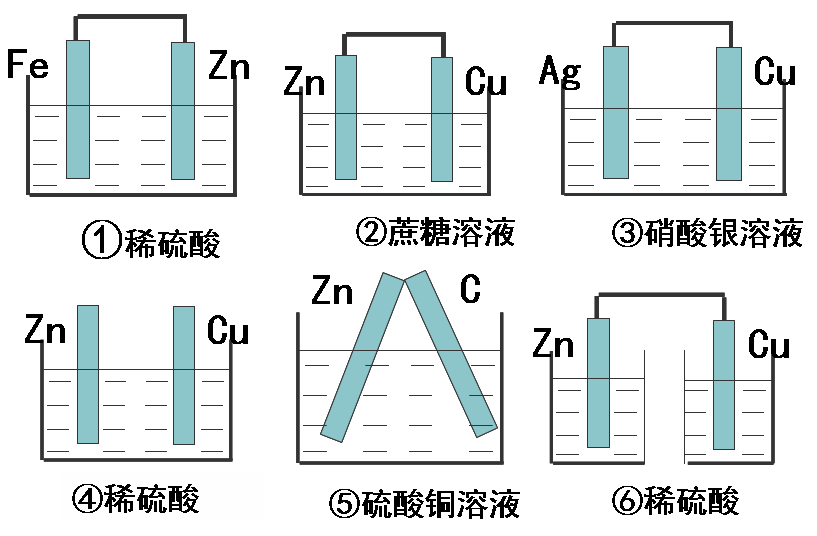 Fe Zn
Zn Cu
Ag Cu
①稀硫酸
②蔗糖溶液
③硝酸银溶液
Zn Cu
Zn C
Zn Cu
④稀硫酸
⑤硫酸铜溶液
⑥稀硫酸